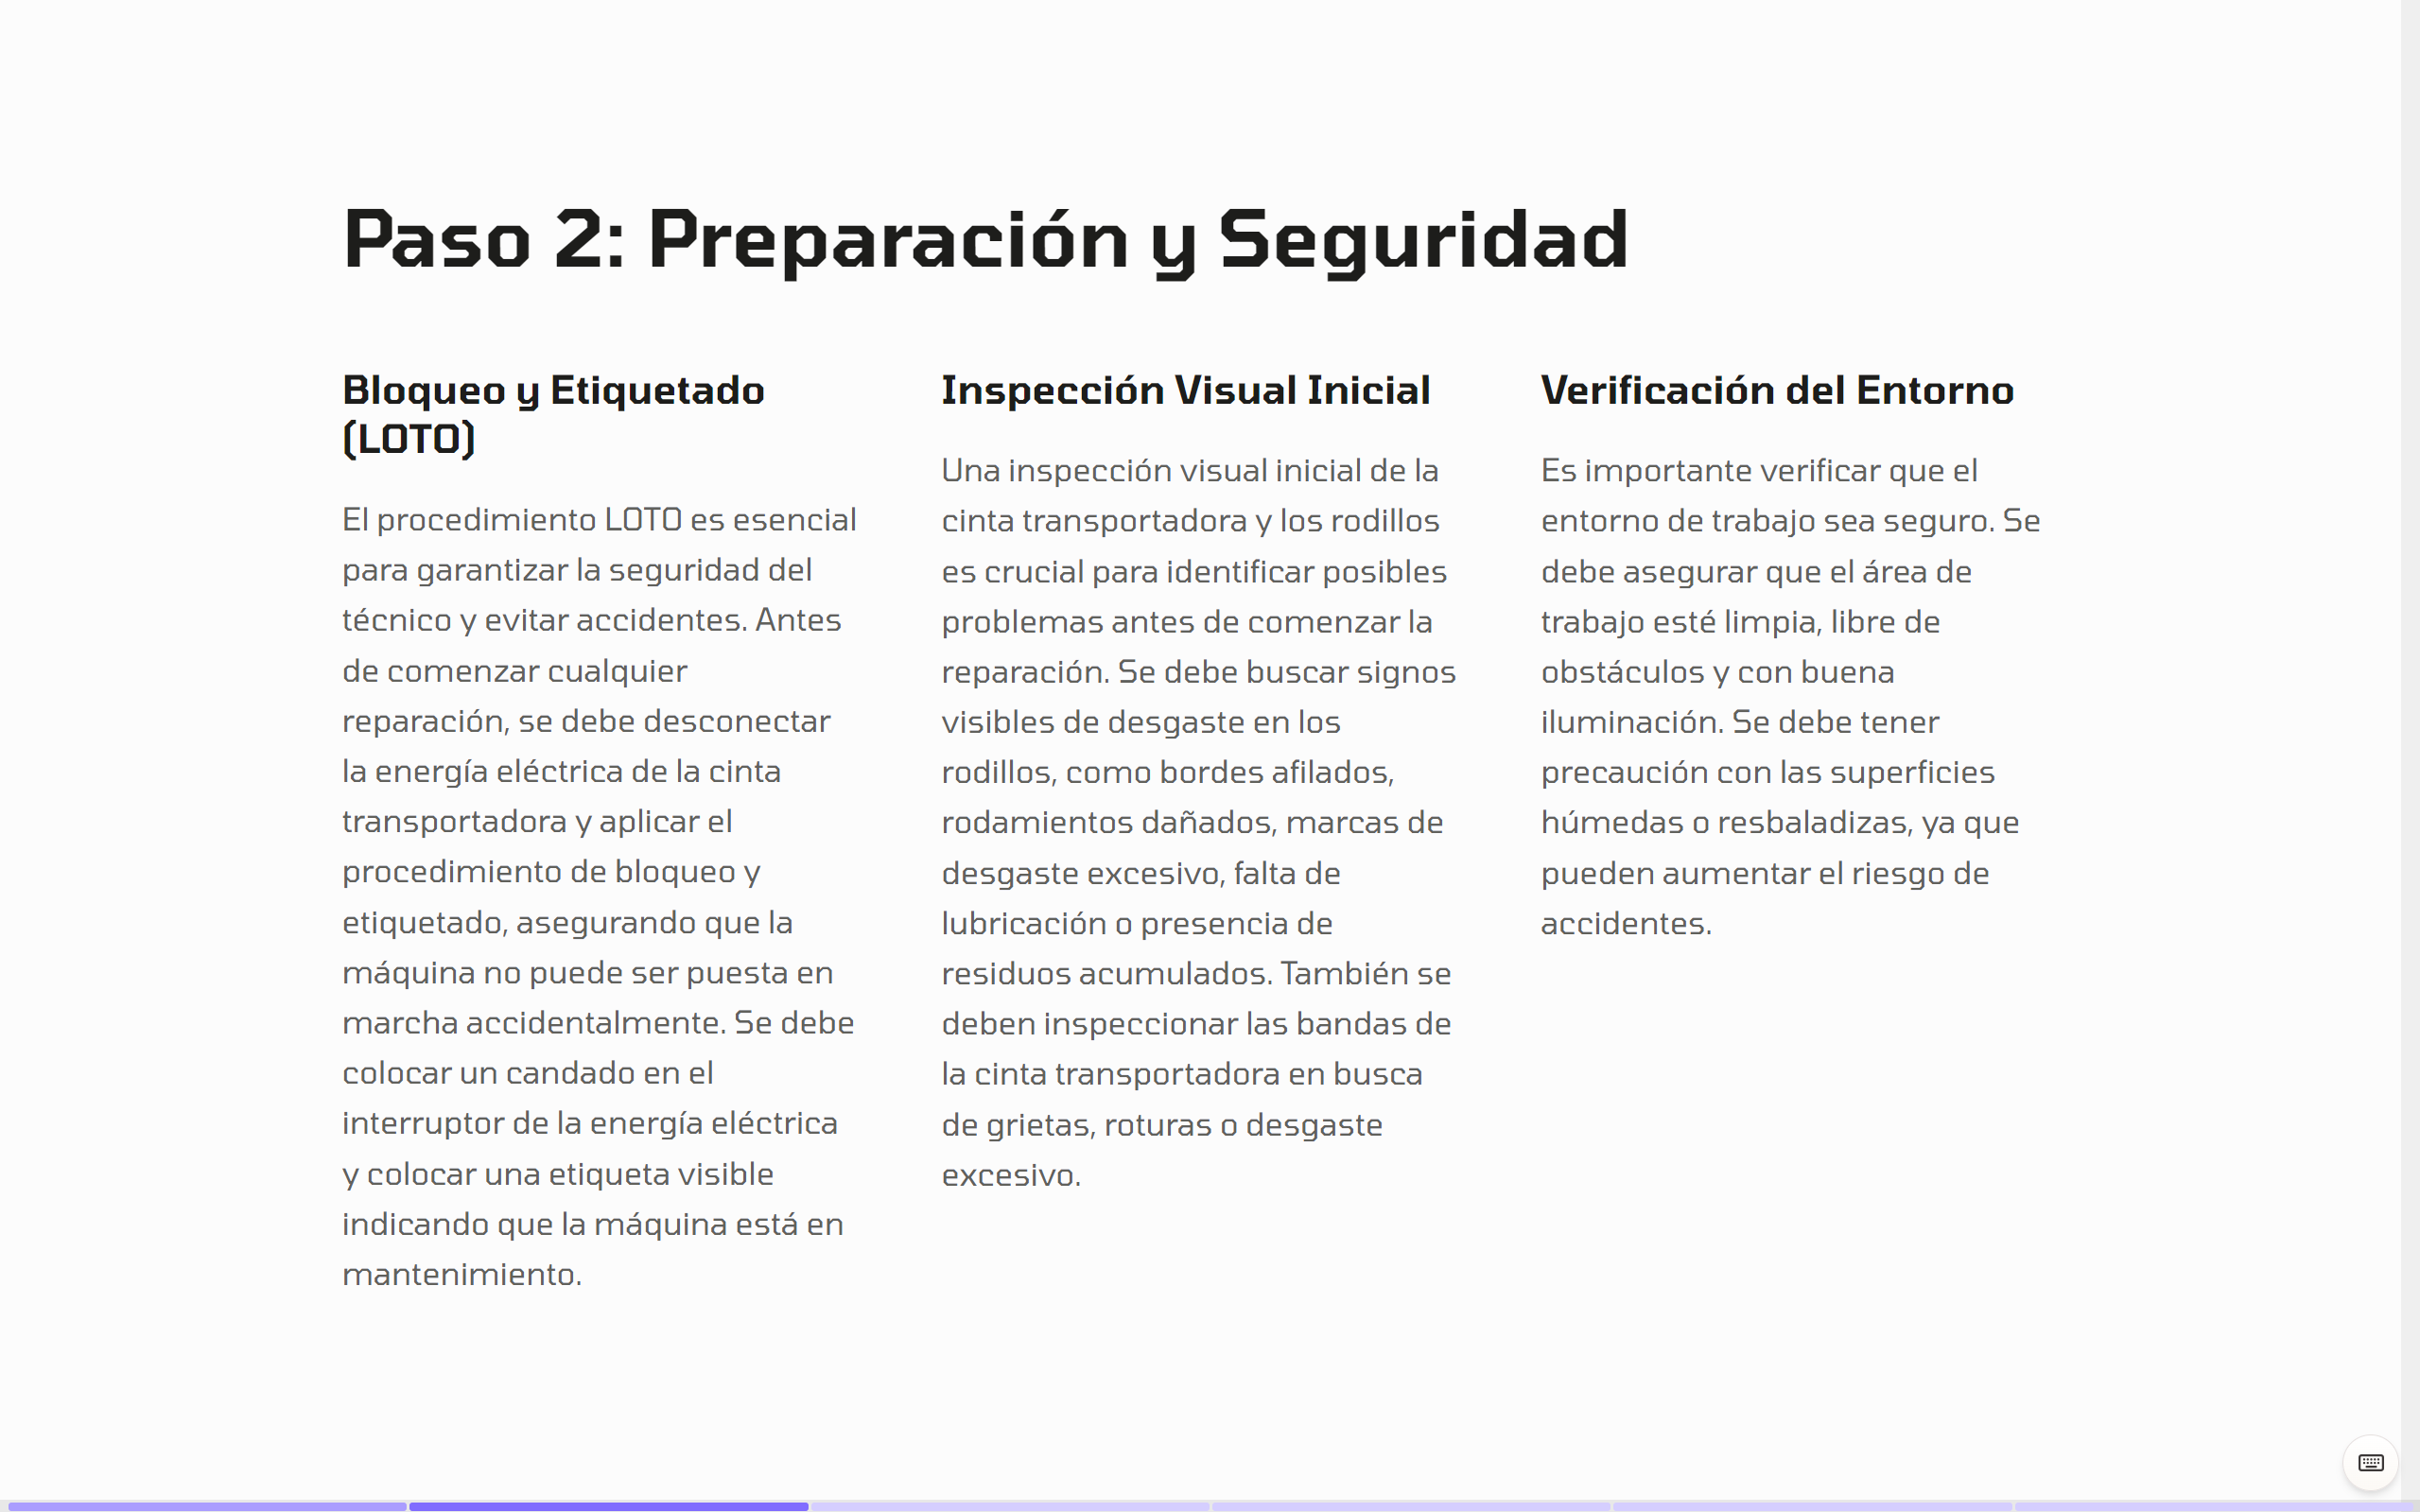 Paso 2: Preparación y Seguridad
Bloqueo y Etiquetado
(LOTO)
El procedimiento LOTO es esencial
para garantizar la seguridad del
técnico y evitar accidentes. Antes
de comenzar cualquier
reparación, se debe desconectar
la energía eléctrica de la cinta
transportadora y aplicar el
procedimiento de bloqueo y
etiquetado, asegurando que la
máquina no puede ser puesta en
marcha accidentalmente. Se debe
colocar un candado en el
interruptor de la energía eléctrica
y colocar una etiqueta visible
indicando que la máquina está en
mantenimiento.
Inspección Visual Inicial
Una inspección visual inicial de la
cinta transportadora y los rodillos
es crucial para identificar posibles
problemas antes de comenzar la
reparación. Se debe buscar signos
visibles de desgaste en los
rodillos, como bordes afilados,
rodamientos dañados, marcas de
desgaste excesivo, falta de
lubricación o presencia de
residuos acumulados. También se
deben inspeccionar las bandas de
la cinta transportadora en busca
de grietas, roturas o desgaste
excesivo.
Verificación del Entorno
Es importante verificar que el
entorno de trabajo sea seguro. Se
debe asegurar que el área de
trabajo esté limpia, libre de
obstáculos y con buena
iluminación. Se debe tener
precaución con las superficies
húmedas o resbaladizas, ya que
pueden aumentar el riesgo de
accidentes.